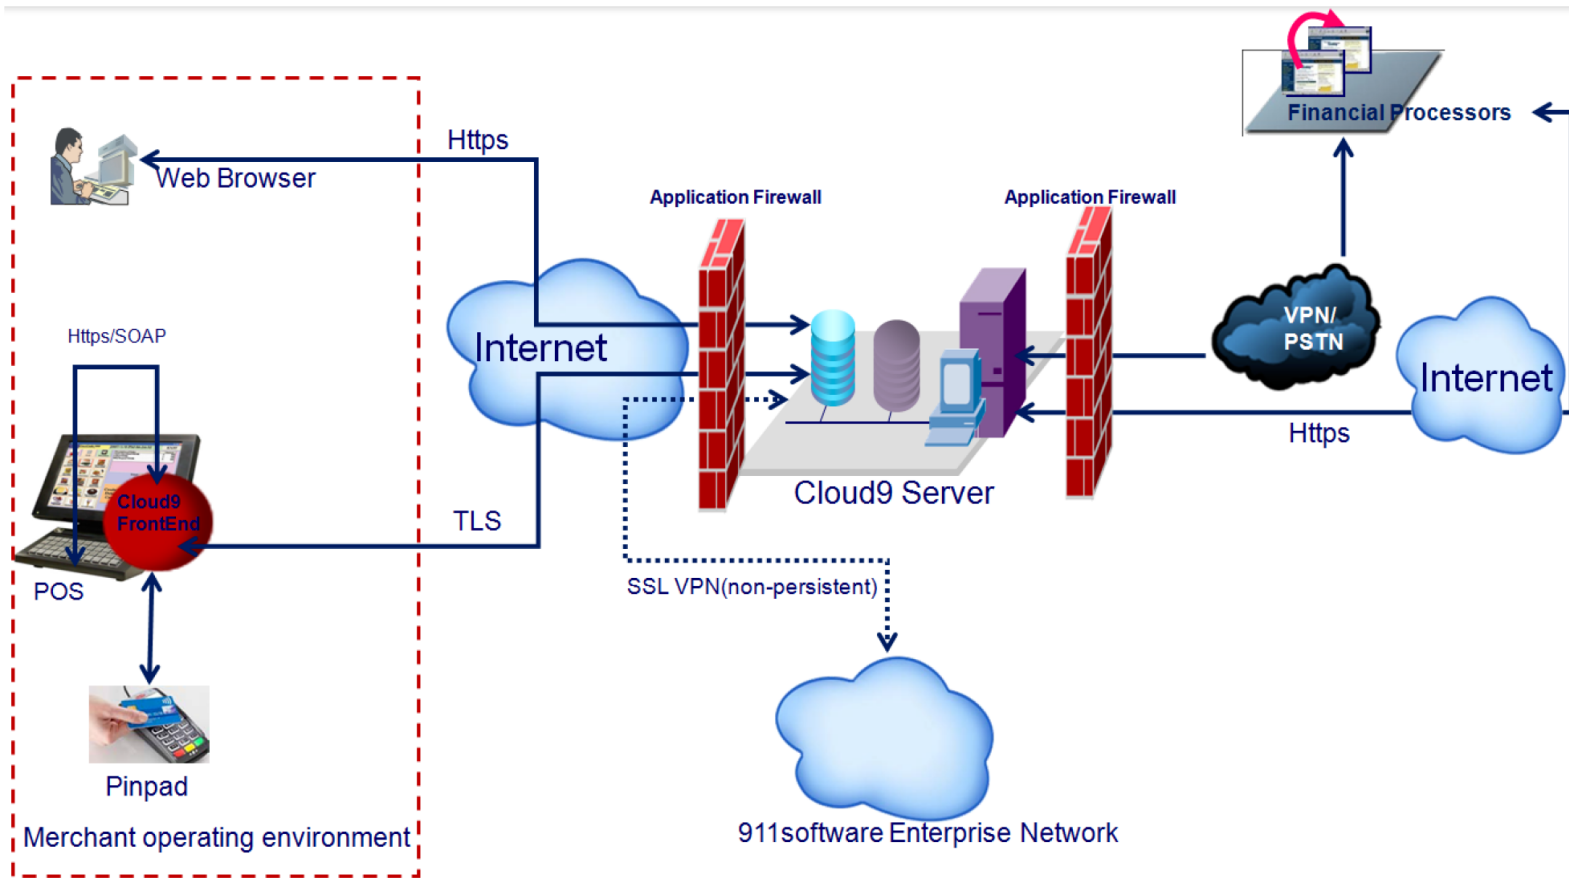 Financial Processors
Https
Web Browser
Application Firewall
Application Firewall
Internet
VPN/
PSTN
Https/SOAP
Internet
Https
Cloud9 Server
Cloud9
FrontEnd
TLS
POS
SSL VPN(non-persistent)
Pinpad
Merchant operating environment
911software Enterprise Network